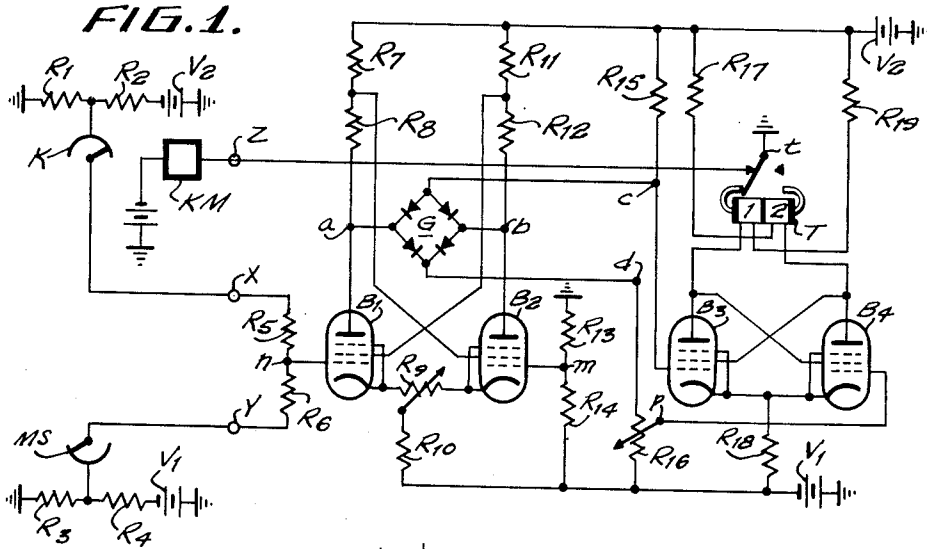 FIG.1.
R1
R2
V2
K
KM
Z
X
R5
n
R6
Y
MS
R3
R4
V1
R7
R8
R11
R12
a
G
b
B1
B2
R9
R10
R13
m
R14
R15
R17
V2
R19
t
c
1 2
T
d
B3
B4
p
R16
R18
V1